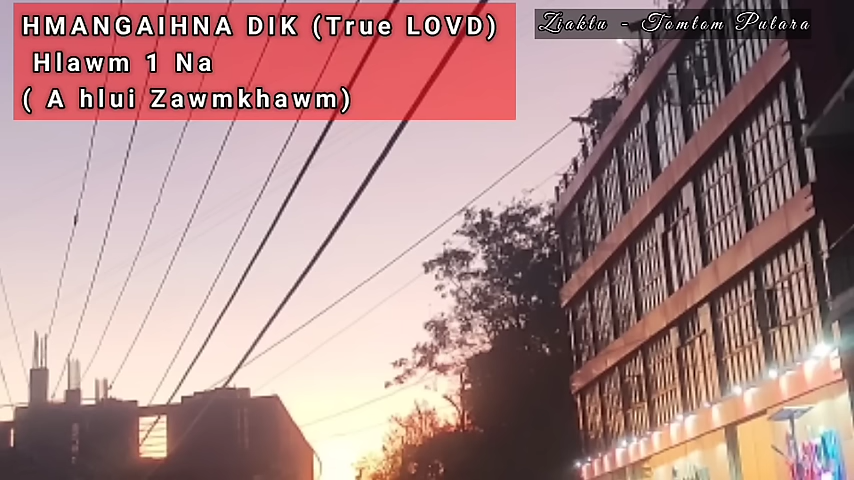 HMANGAIHNA DIK (True LOVD)
Hlawm 1 Na
( A hlui Zawmkhawm)
Ziaktu - Tomtom Putara